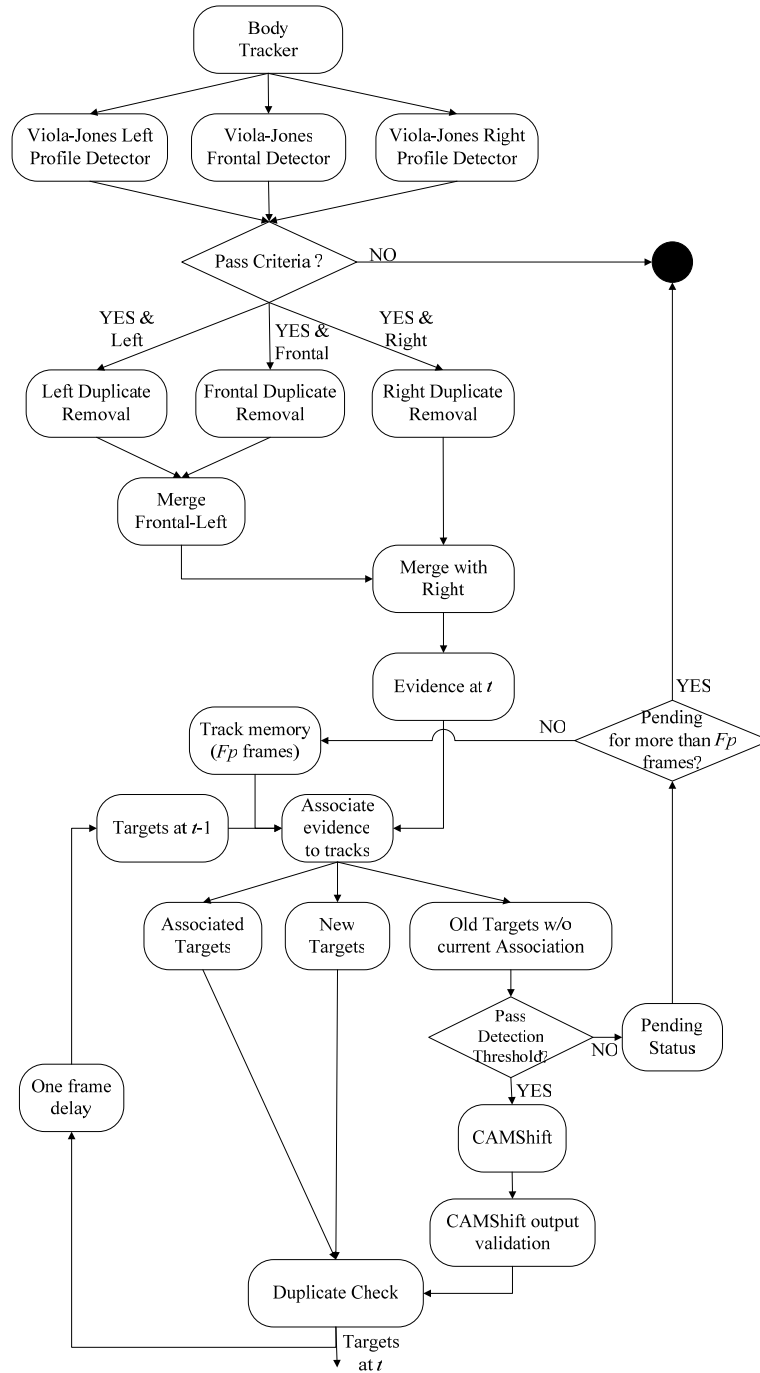 Body
Tracker
Viola-Jones Left
Profile Detector
Viola-Jones
Frontal Detector
Viola-Jones Right
Profile Detector
Pass Criteria ?
NO
YES &
Left
YES &
Frontal
YES &
Right
Left Duplicate
Removal
Frontal Duplicate
Removal
Right Duplicate
Removal
Merge
Frontal-Left
Merge with
Right
Evidence at t
YES
Pending
for more than Fp
frames?
NO
Track memory
(Fp frames)
Targets at t-1
Associate
evidence
to tracks
Associated
Targets
New
Targets
Old Targets w/o
current Association
Pass
Detection
Threshold?
NO
Pending
Status
YES
One frame
delay
CAMShift
CAMShift output
validation
Duplicate Check
Targets
at t